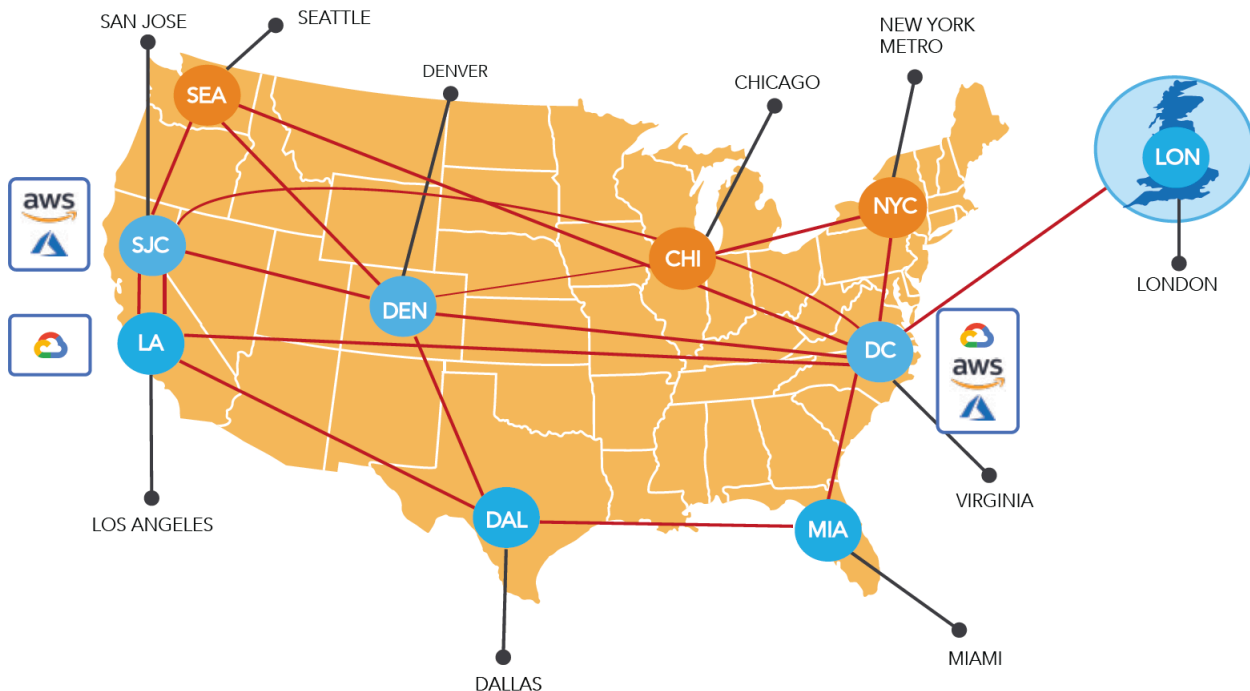 SAN JOSE
SEATTLE
DENVER
CHICAGO
NEW YORK
METRO
SEA
LON
NYC
aws
SJC
CHI
LONDON
DEN
LA
DC
aws
LOS ANGELES
DAL
MIA
VIRGINIA
DALLAS
MIAMI